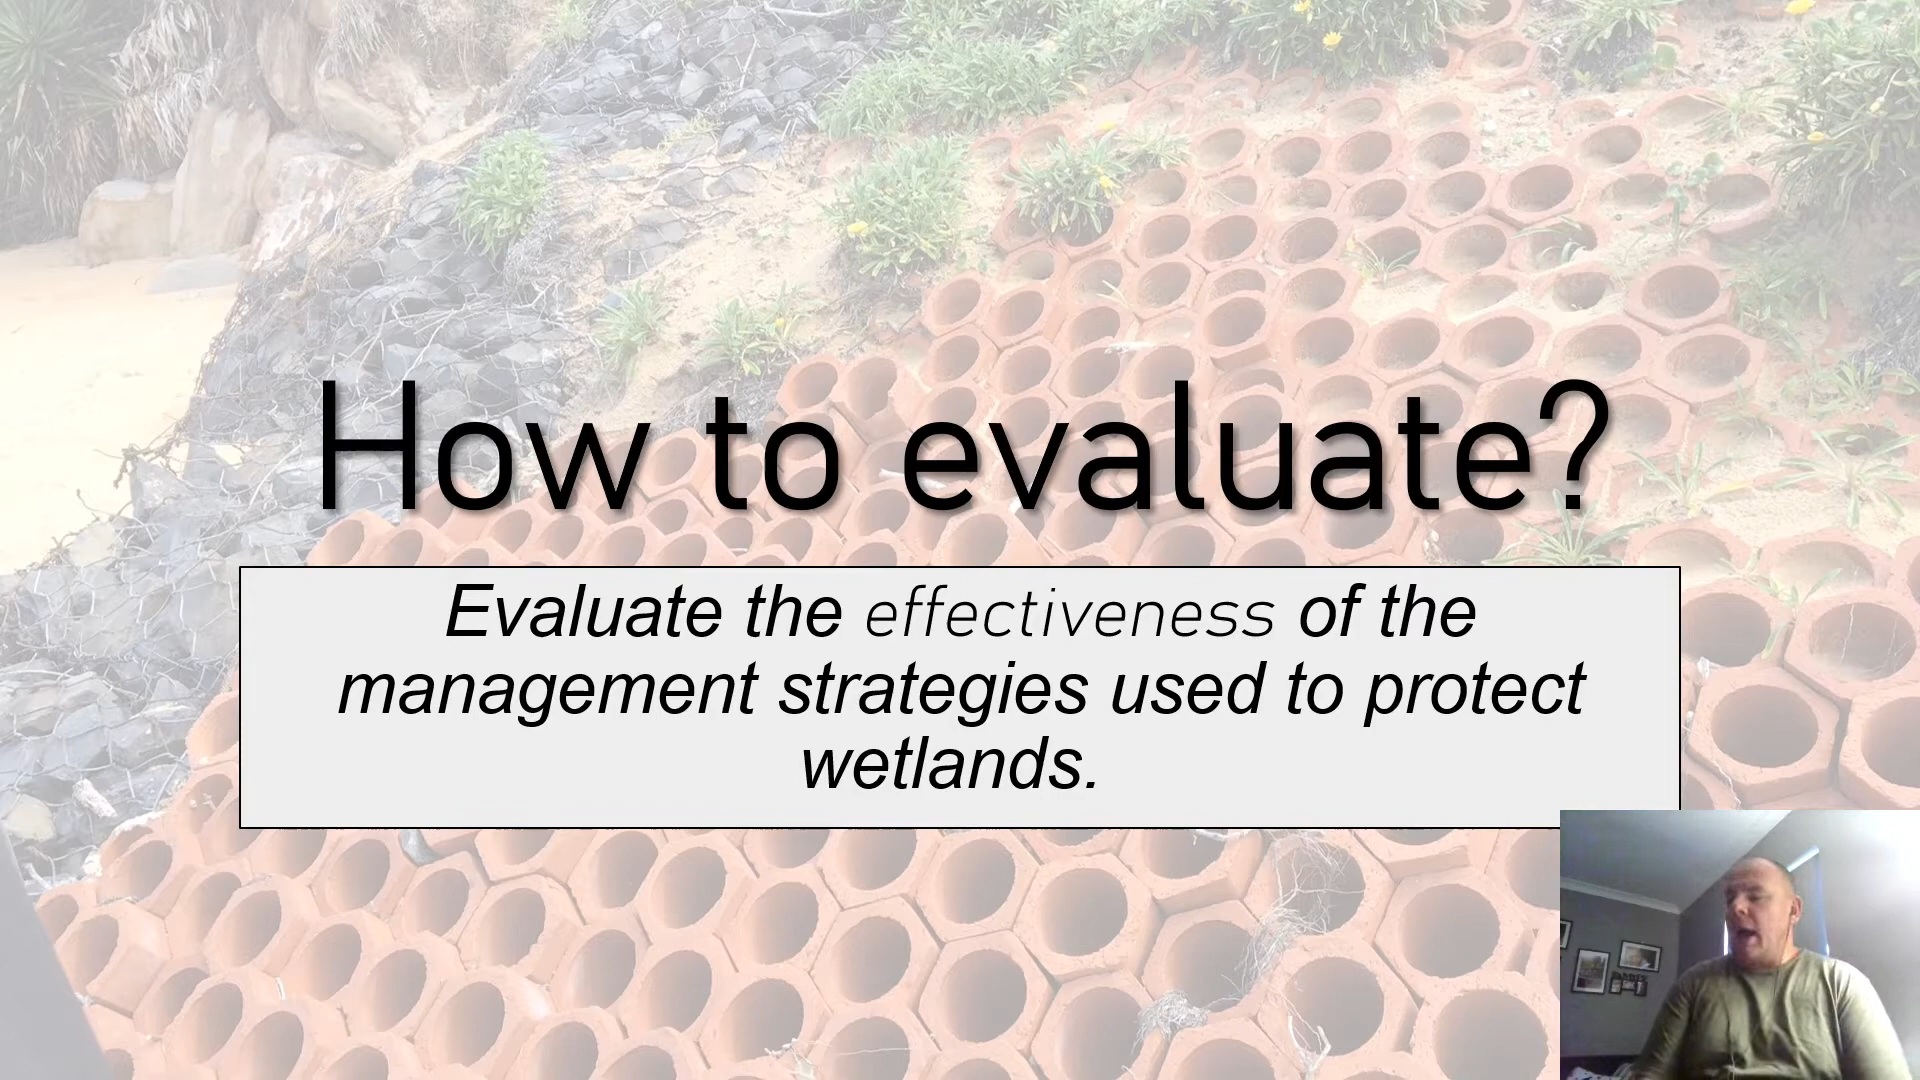 How to evaluate?
Evaluate the effectiveness of the
management strategies used to protect
wetlands.